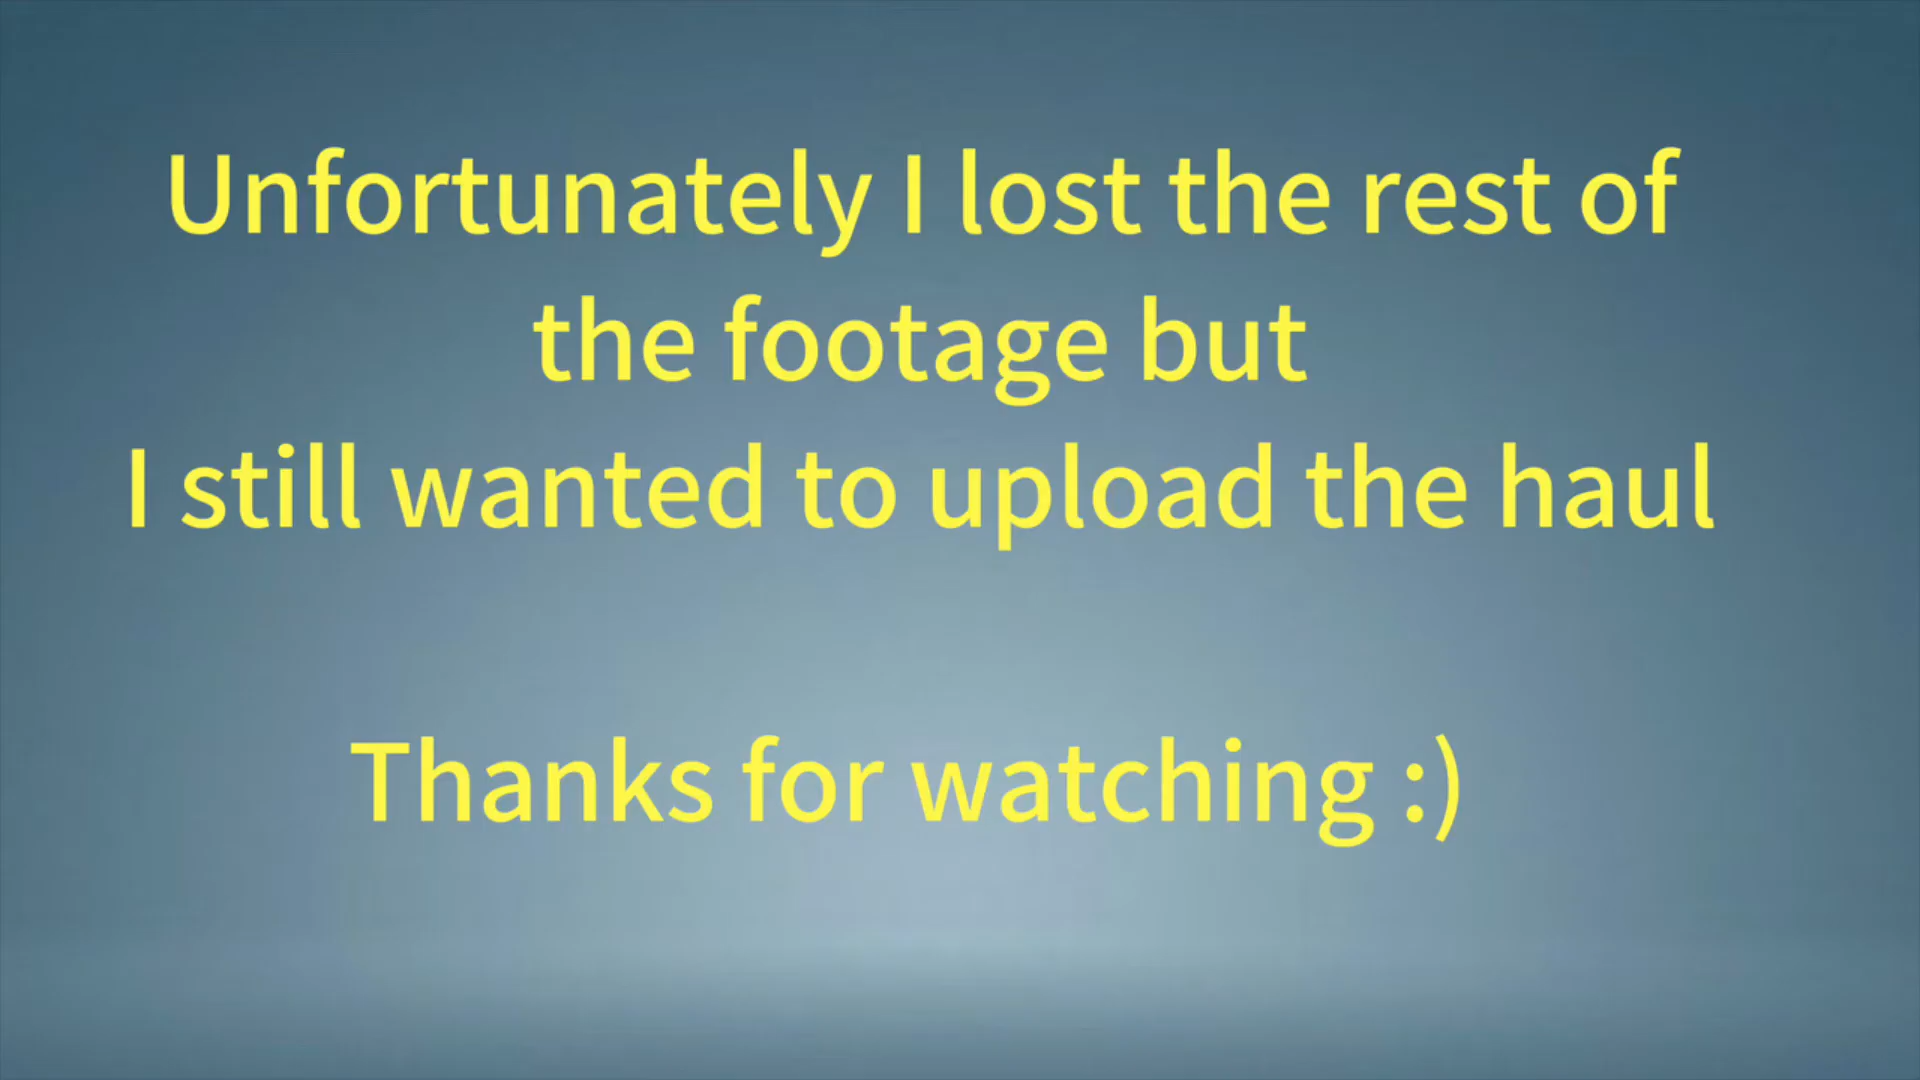 Unfortunately I lost the rest of
the footage but
I still wanted to upload the haul
Thanks for watching :)